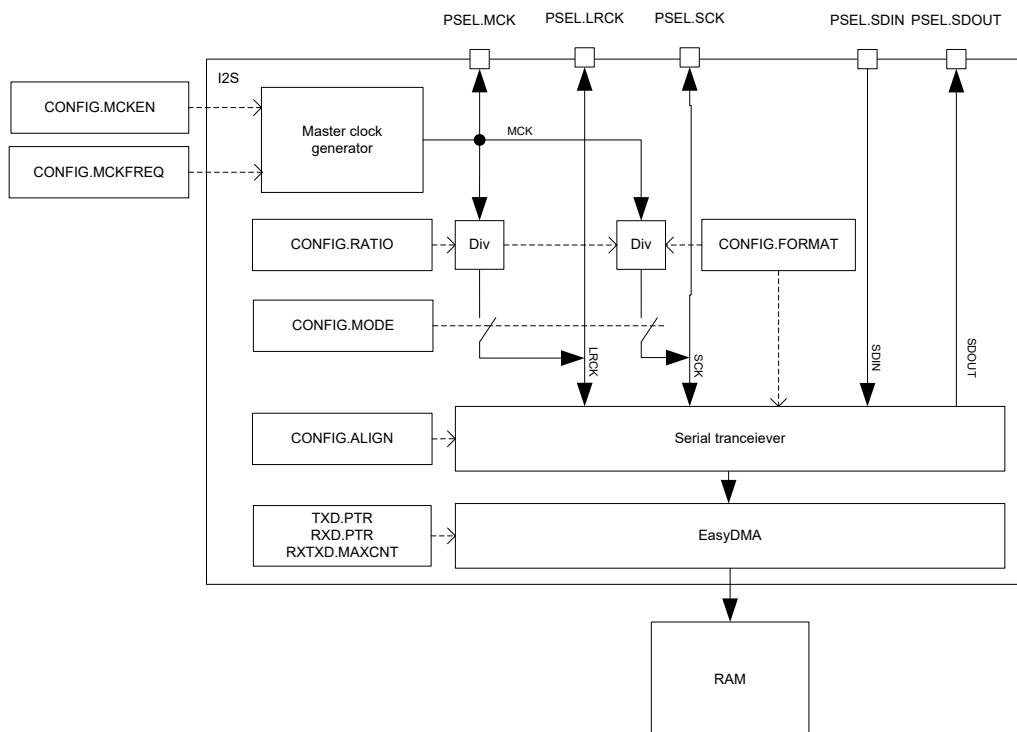 PSEL.MCK
PSEL.LRCK
PSEL.SCK
PSEL.SDIN
PSEL.SDOUT
I2S
CONFIG.MCKEN
Master clock
generator
MCK
CONFIG.MCKFREQ
CONFIG.RATIO
Div
Div
CONFIG.FORMAT
CONFIG.MODE
LRCK
SCK
SDIN
SDOUT
CONFIG.ALIGN
Serial tranceiever
TXD.PTR
RXD.PTR
RXTXD.MAXCNT
EasyDMA
RAM